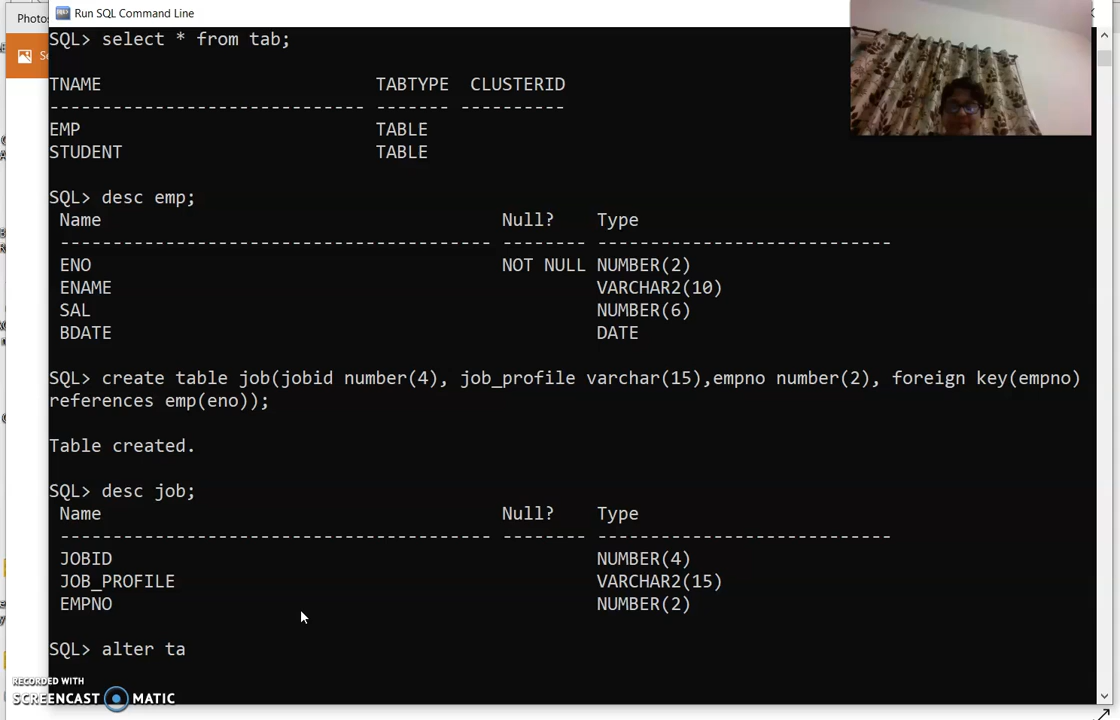 Photos
Run SQL Command Line
SQL> select * from tab;
TNAME TABTYPE CLUSTERID
------------------------------ ------- ----------
EMP TABLE
STUDENT TABLE
SQL> desc emp;
Name Null? Type
----------------------------------------- -------- ----------------------------
ENO NOT NULL NUMBER(2)
ENAME VARCHAR2(10)
SAL NUMBER(6)
BDATE DATE
SQL> create table job(jobid number(4), job_profile varchar(15),empno number(2), foreign key(empno)
references emp(eno));
Table created.
SQL> desc job;
Name Null? Type
----------------------------------------- -------- ----------------------------
JOBID NUMBER(4)
JOB_PROFILE VARCHAR2(15)
EMPNO NUMBER(2)
SQL> alter ta
RECORDED WITH
SCREENCAST MATIC